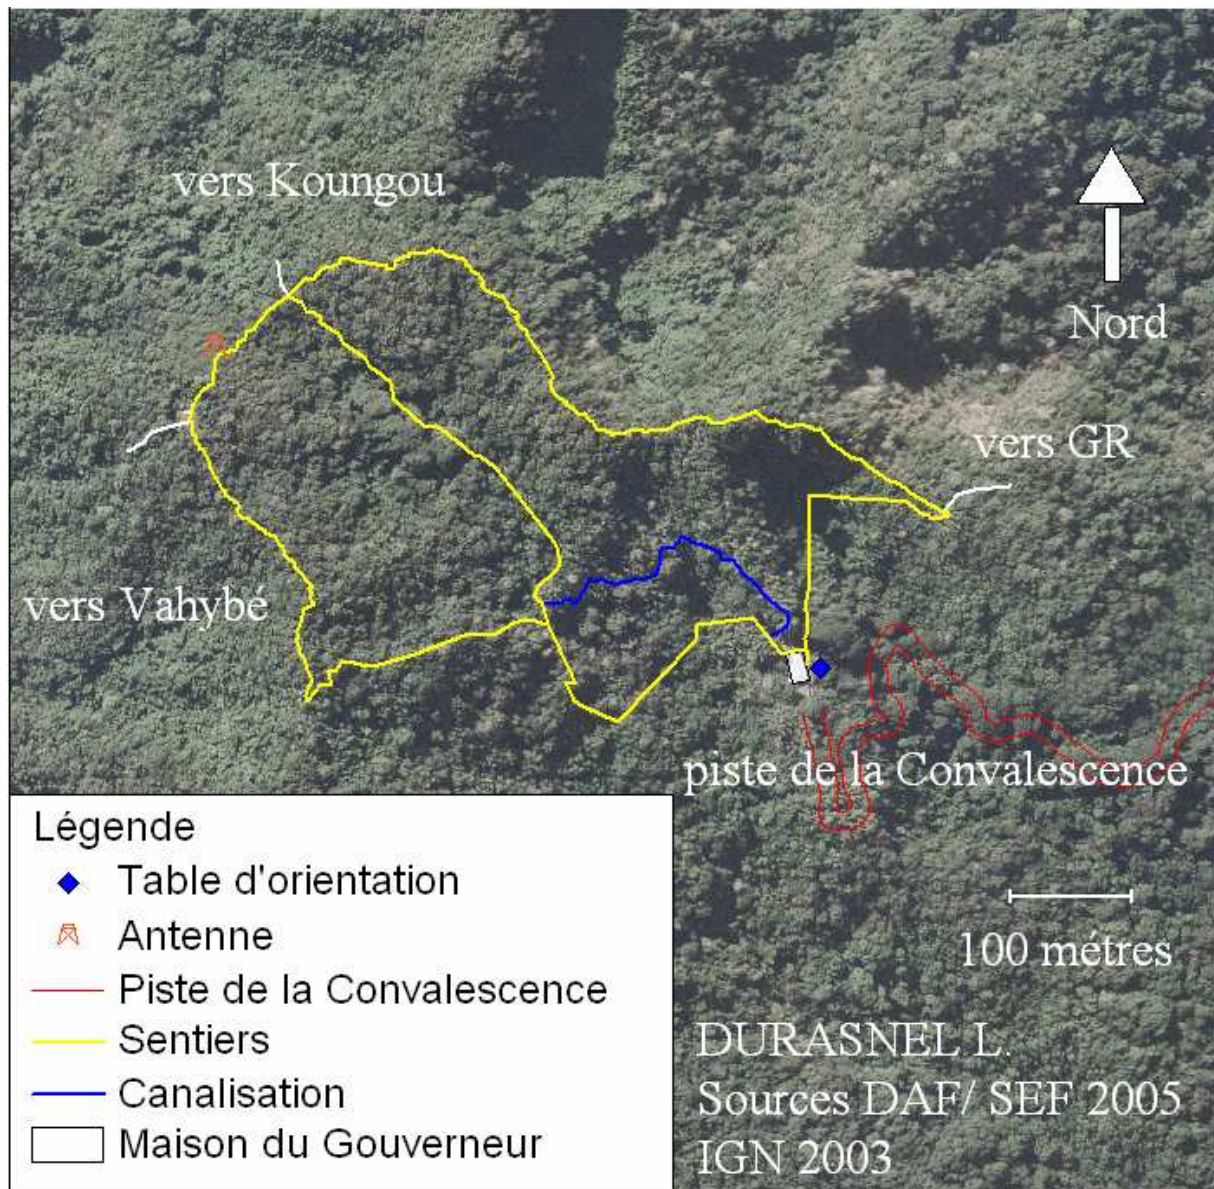 vers Koungou
Nord
vers GR
vers Vahybé
piste de la Convalescence
Légende
Table d'orientation
Antenne
Piste de la Convalescence
Sentiers
Canalisation
Maison du Gouverneur
100 métres
DURASNEL L.
Sources DAF/ SEF 2005
IGN 2003